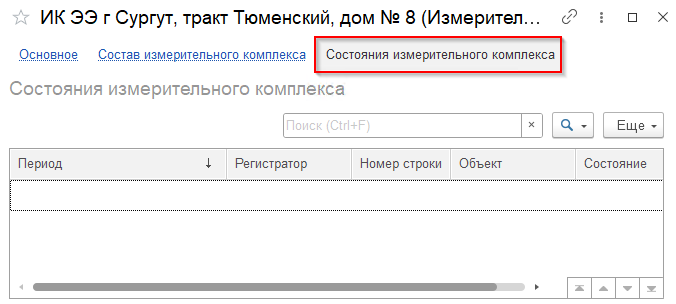 ИК ЭЭ г Сургут, тракт Тюменский, дом № 8 (Измерител...
Основное Состав измерительного комплекса Состояния измерительного комплекса
Состояния измерительного комплекса
Поиск (Ctrl+F) × Еще
Период ↓ Регистратор Номер строки Объект Состояние